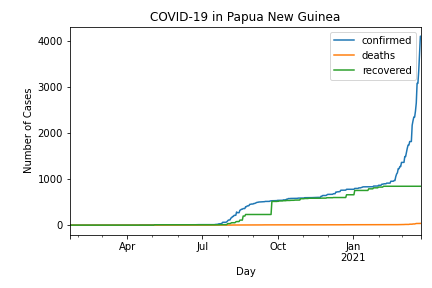 COVID-19 in Papua New Guinea
4000
3000
2000
1000
0
Number of Cases
confirmed
deaths
recovered
Apr
Jul
Oct
Jan
2021
Day